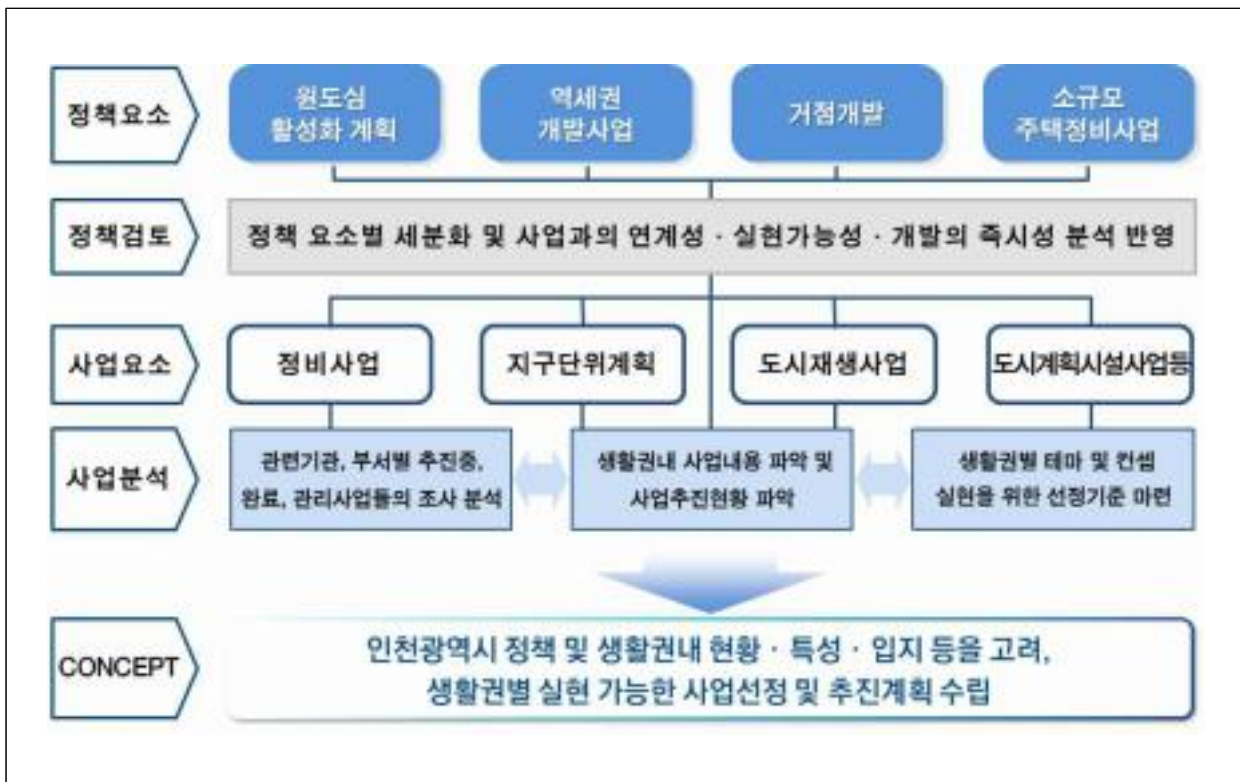 정책요소
원도심
활성화 계획
역세권
개발사업
거점개발
소규모
주택정비사업
정책검토
정책 요소별 세분화 및 사업과의 연계성 · 실현가능성 · 개발의 즉시성 분석 반영
사업요소
정비사업
지구단위계획
도시재생사업
도시계획시설사업등
사업분석
관련기관, 부서별 추진중,
완료, 관리사업들의 조사 분석
생활권내 사업내용 파악 및
사업추진현황 파악
생활권별 테마 및 컨셉
실현을 위한 선정기준 마련
CONCEPT
인천광역시 정책 및 생활권내 현황 · 특성 · 입지 등을 고려,
생활권별 실현 가능한 사업선정 및 추진계획 수립